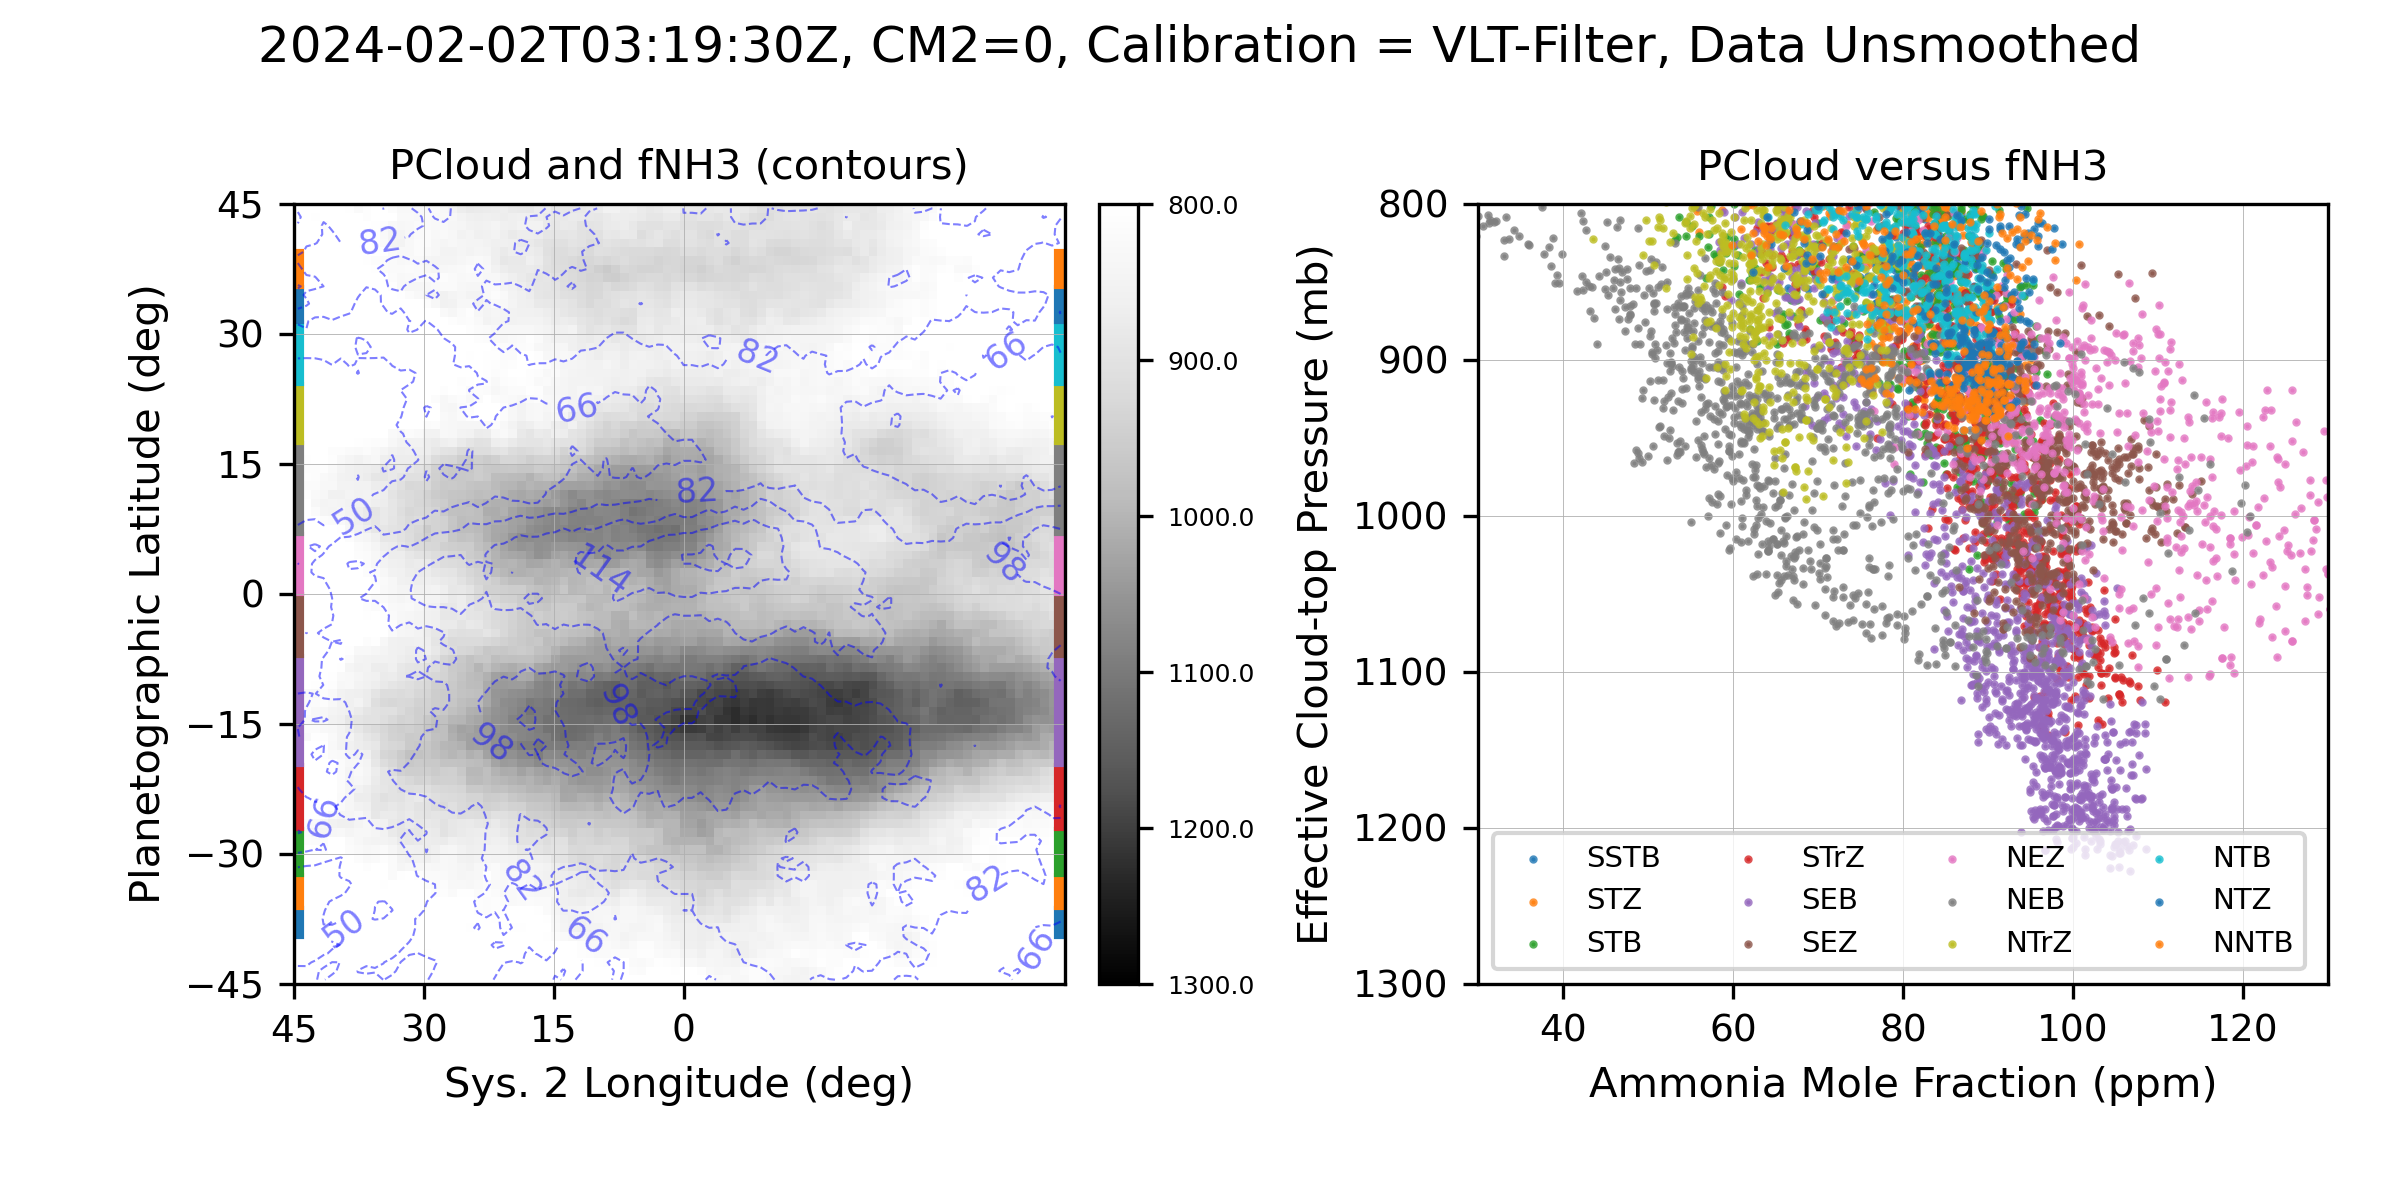 2024-02-02T03:19:30Z, CM2=0, Calibration = VLT-Filter, Data Unsmoothed
PCloud and fNH3 (contours)
Planetographic Latitude (deg)
45
30
15
0
−15
−30
−45
45
30
15
0
Sys. 2 Longitude (deg)
82
82
66
66
82
50
114
98
98
98
66
82
82
50
66
66
800.0
900.0
1000.0
1100.0
1200.0
1300.0
PCloud versus fNH3
Effective Cloud-top Pressure (mb)
800
900
1000
1100
1200
1300
40
60
80
100
120
Ammonia Mole Fraction (ppm)
SSTB
STZ
STB
STrZ
SEB
SEZ
NEZ
NEB
NTrZ
NTB
NTZ
NNTB